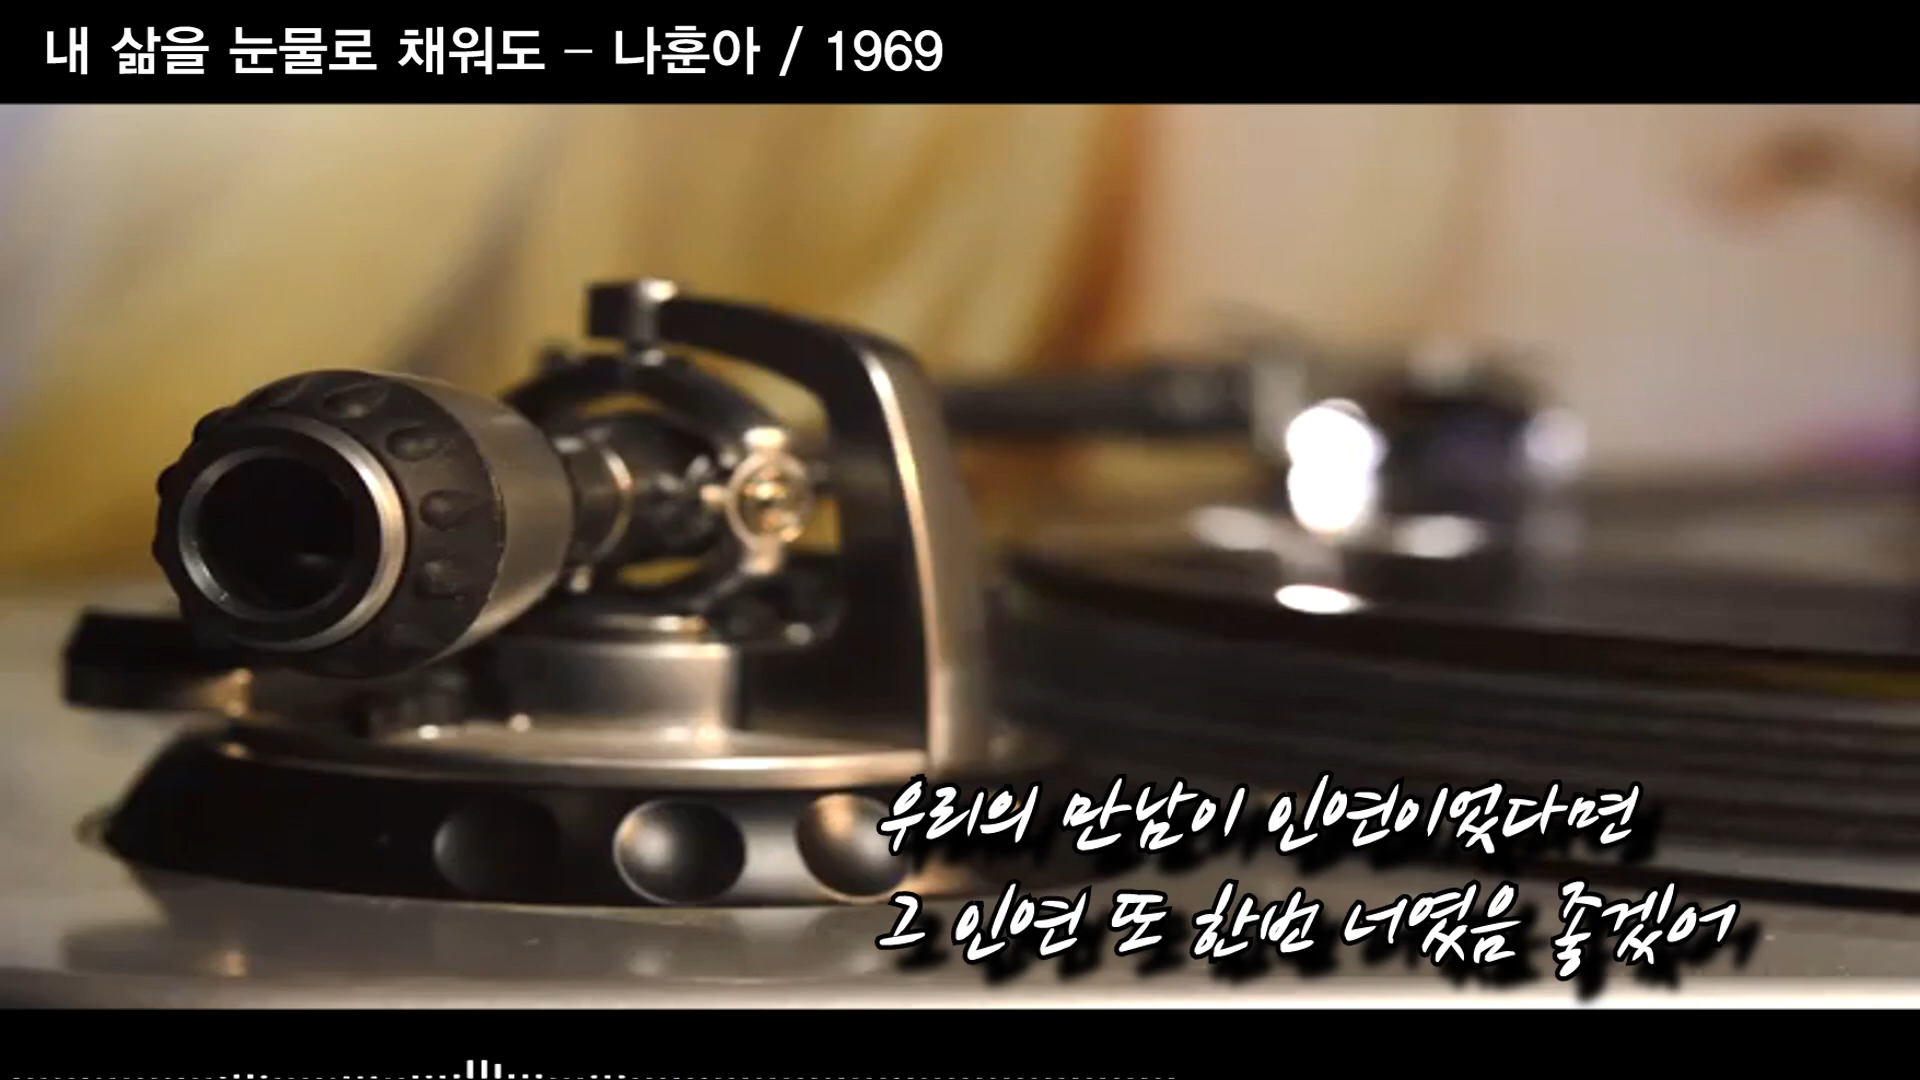 내 삶을 눈물로 채워도 - 나훈아 / 1969
우리의 만남이 인연이었다면
그 인연 또 한번 너였음 좋겠어